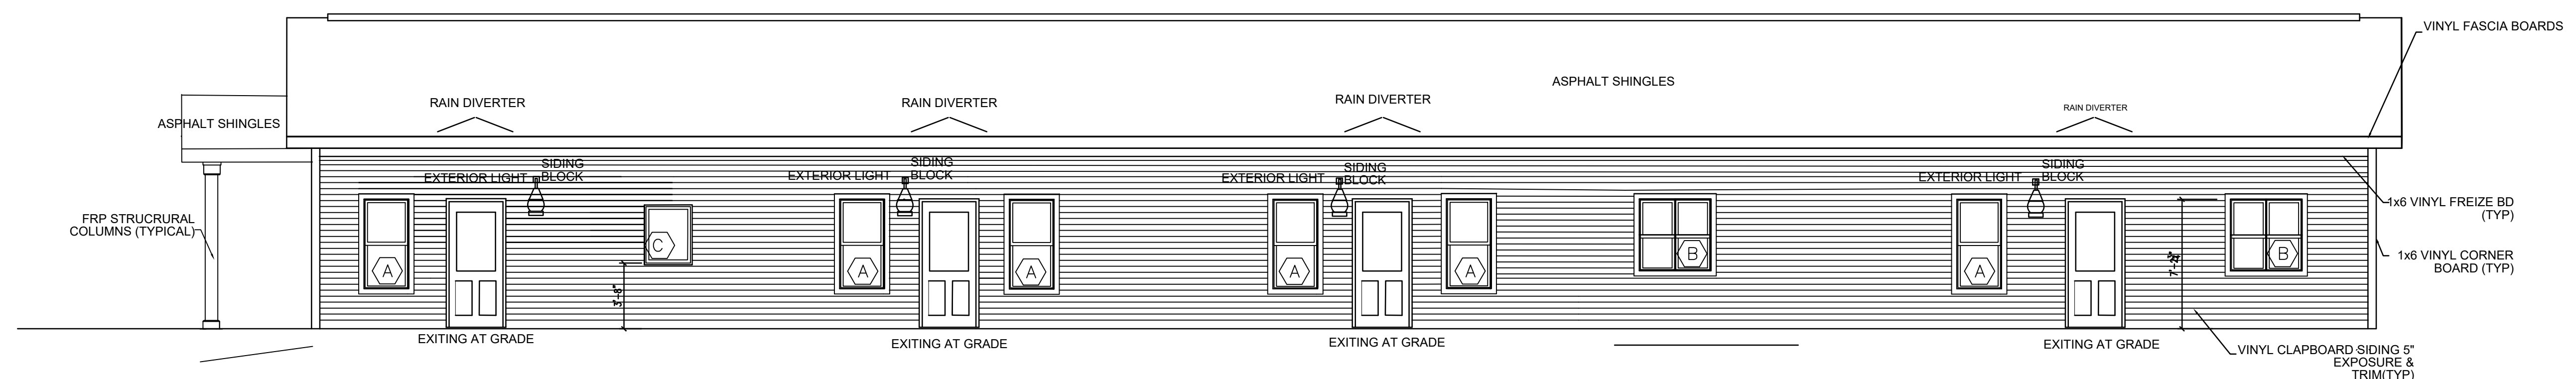 VINYL FASCIA BOARDS
ASPHALT SHINGLES
RAIN DIVERTER
RAIN DIVERTER
RAIN DIVERTER
RAIN DIVERTER
ASPHALT SHINGLES
SIDING
BLOCK
EXTERIOR LIGHT
SIDING
BLOCK
EXTERIOR LIGHT
SIDING
BLOCK
EXTERIOR LIGHT
SIDING
BLOCK
EXTERIOR LIGHT
FRP STRUCRURAL
COLUMNS (TYPICAL)
1x6 VINYL FREIZE BD
(TYP)
1x6 VINYL CORNER
BOARD (TYP)
A
C
A
A
A
A
B
A
B
3'-8"
EXITING AT GRADE
EXITING AT GRADE
EXITING AT GRADE
EXITING AT GRADE
VINYL CLAPBOARD SIDING 5"
EXPOSURE &
TRIM(TYP)